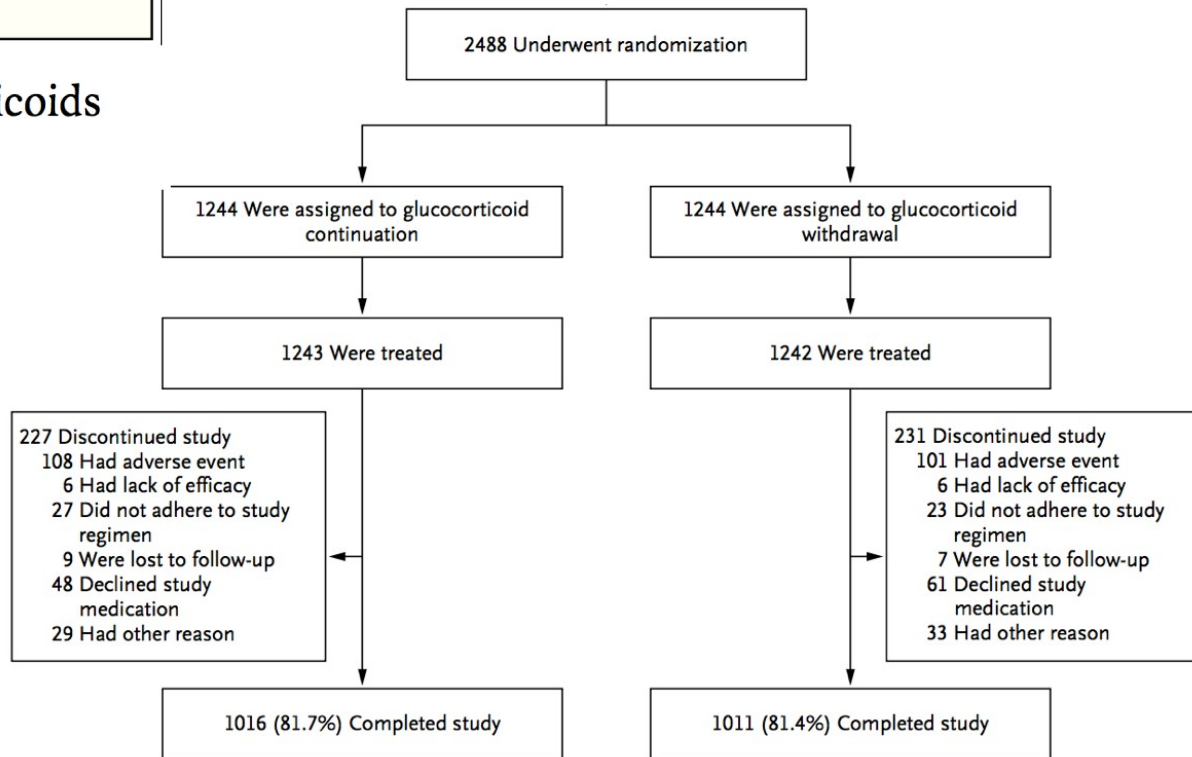 2488 Underwent randomization
icoids
1244 Were assigned to glucocorticoid
continuation
1244 Were assigned to glucocorticoid
withdrawal
1243 Were treated
1242 Were treated
227 Discontinued study
108 Had adverse event
6 Had lack of efficacy
27 Did not adhere to study
regimen
9 Were lost to follow-up
48 Declined study
medication
29 Had other reason
231 Discontinued study
101 Had adverse event
6 Had lack of efficacy
23 Did not adhere to study
regimen
7 Were lost to follow-up
61 Declined study
medication
33 Had other reason
1016 (81.7%) Completed study
1011 (81.4%) Completed study